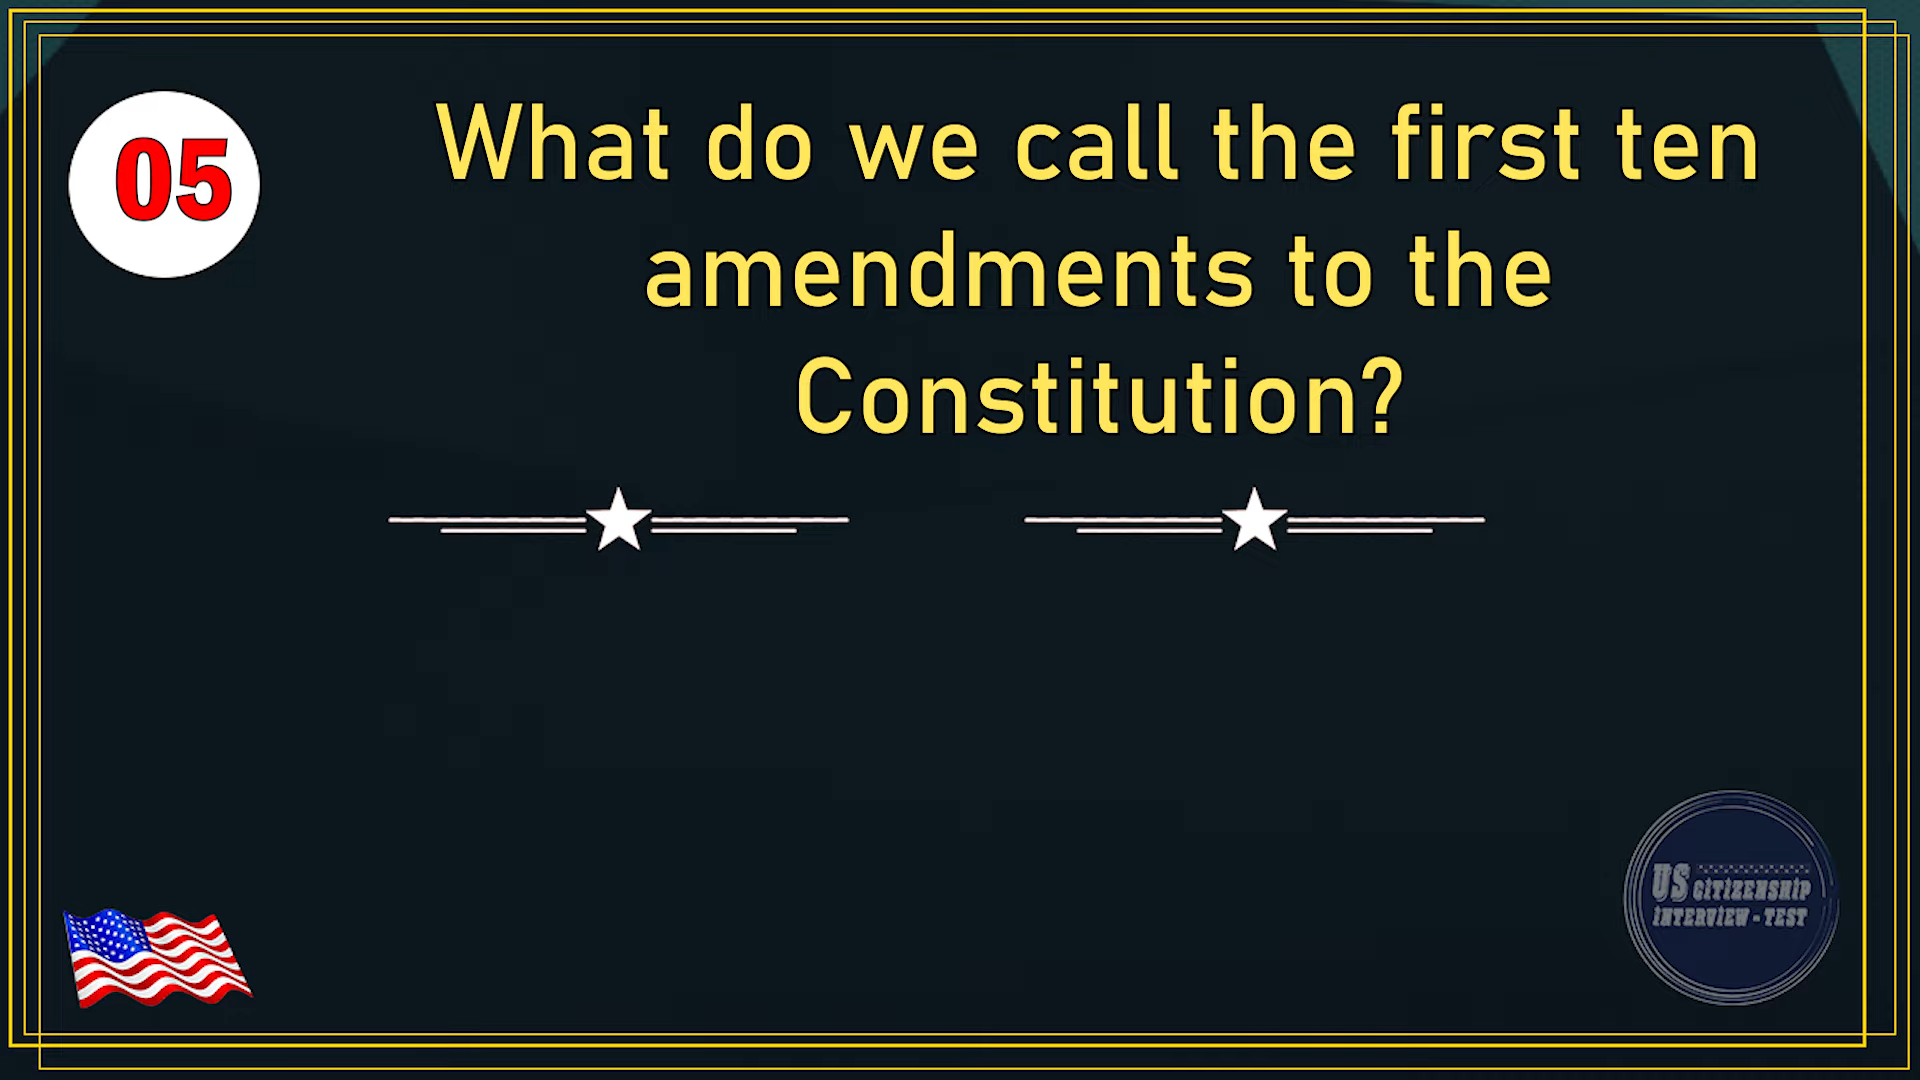 05
What do we call the first ten
amendments to the
Constitution?
US CITIZENSHIP
INTERVIEW - TEST